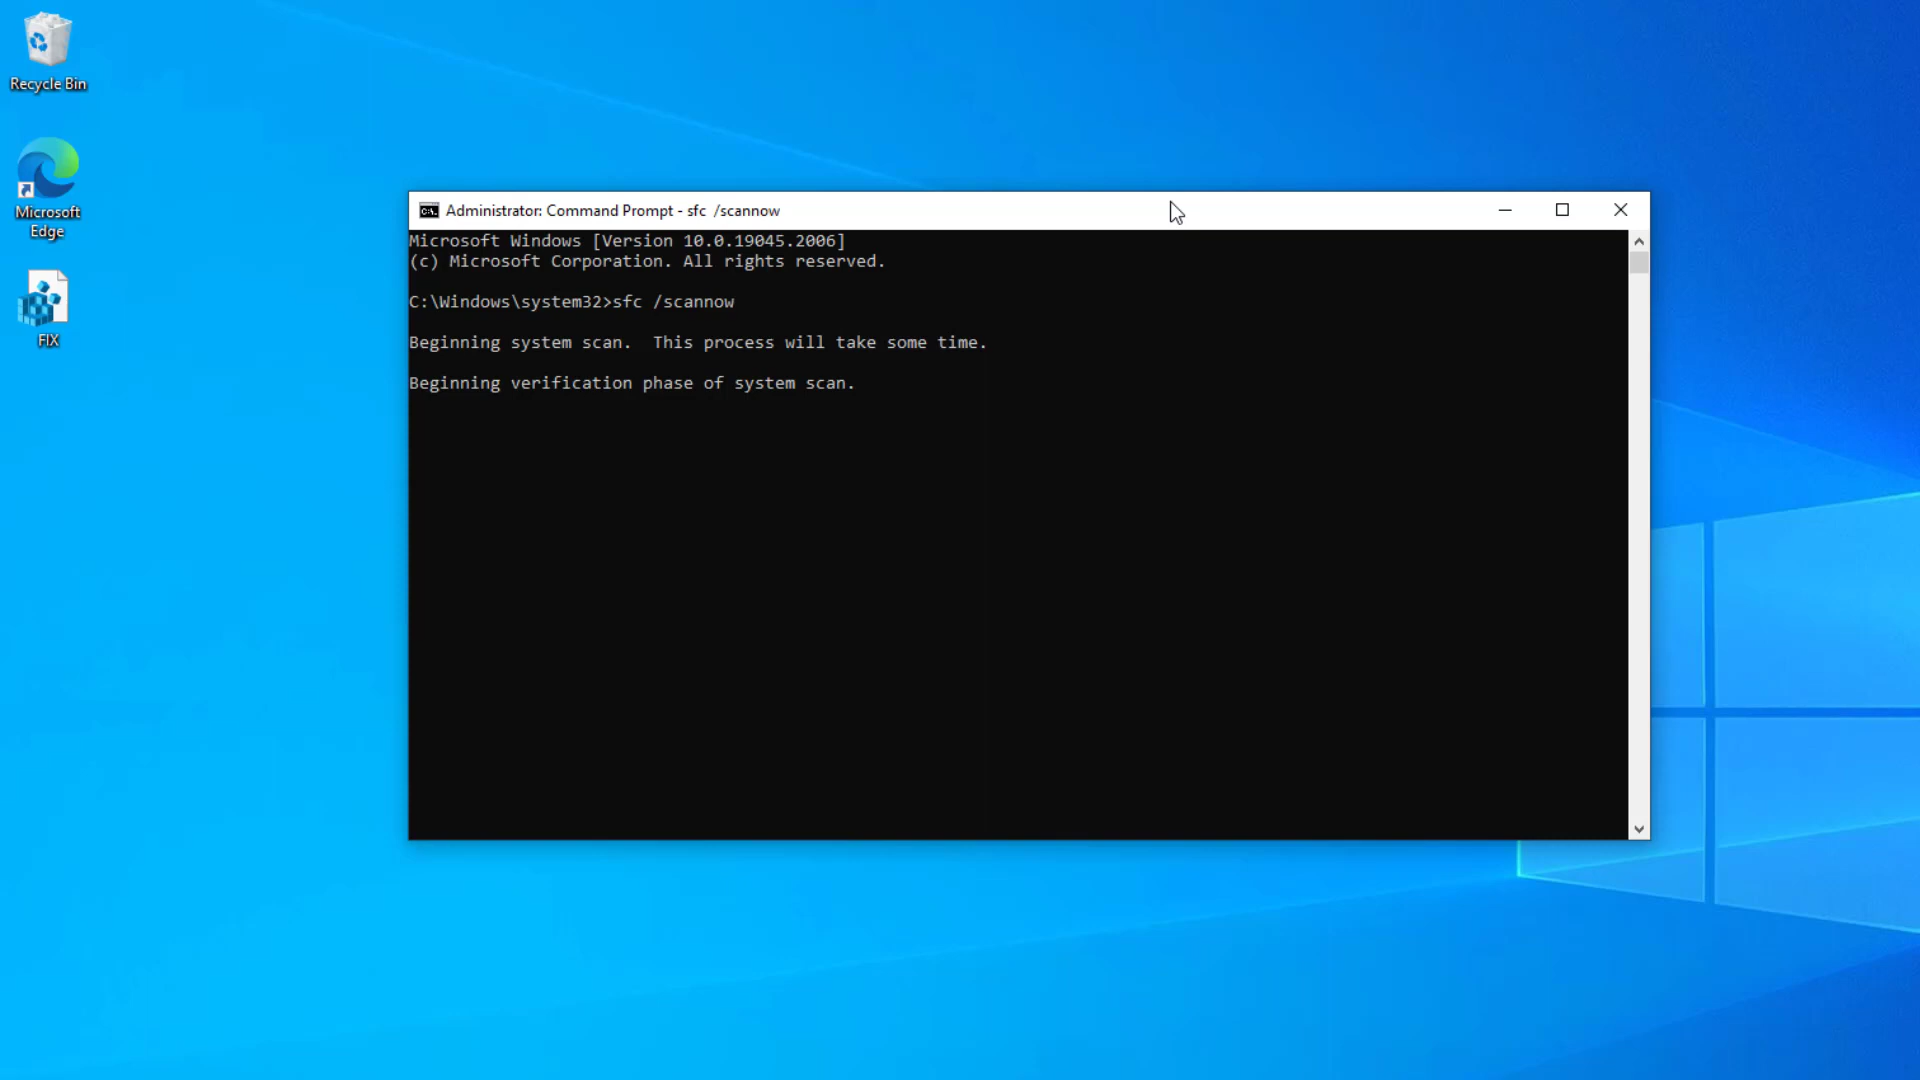 Recycle Bin
Microsoft
Edge
FIX
C:\. Administrator: Command Prompt - sfc  /scannow
Microsoft Windows [Version 10.0.19045.2006]
(c) Microsoft Corporation. All rights reserved.
C:\Windows\system32>sfc /scannow
Beginning system scan.  This process will take some time.
Beginning verification phase of system scan.